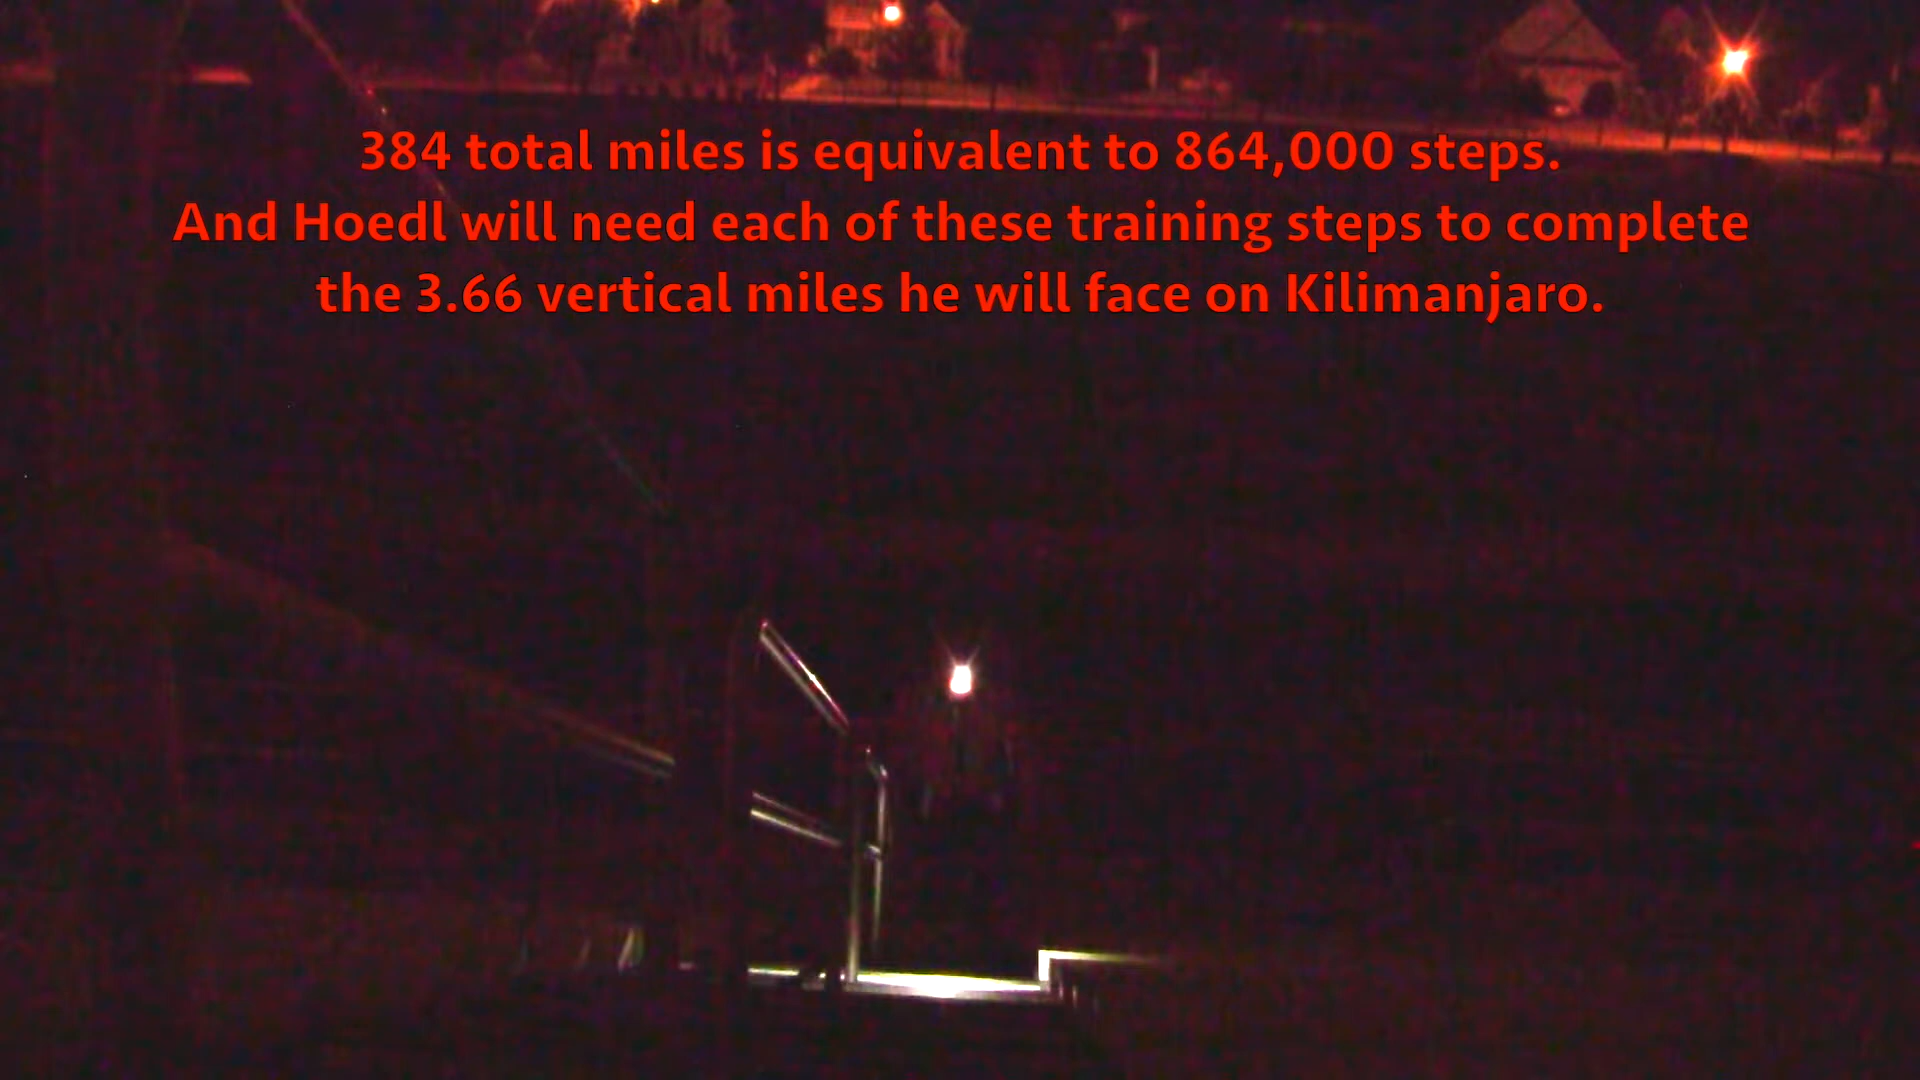 384 total miles is equivalent to 864,000 steps.
And Hoedl will need each of these training steps to complete
the 3.66 vertical miles he will face on Kilimanjaro.